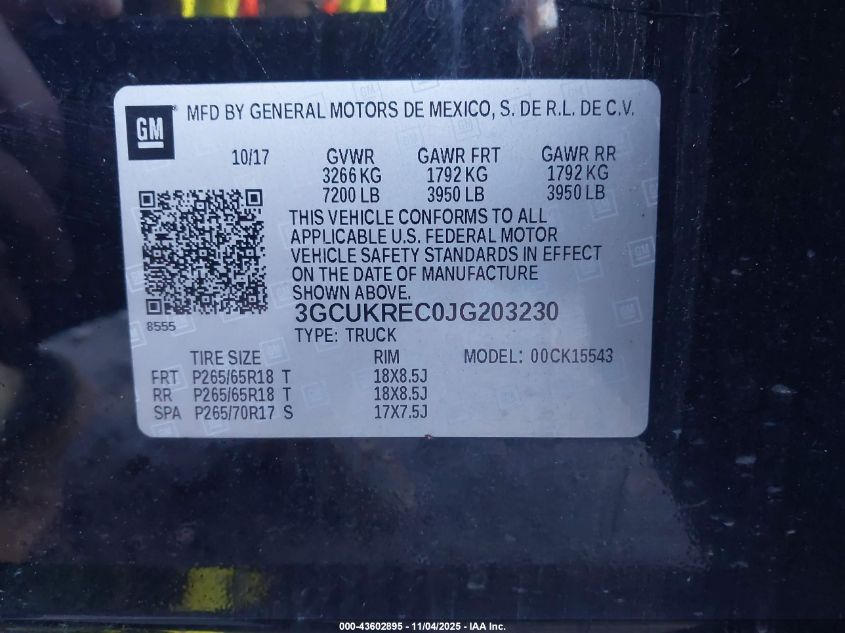 GM
MFD BY GENERAL MOTORS DE MEXICO, S. DE R.L. DE C.V.
10/17 GVWR GAWR FRT GAWR RR
3266 KG 1792 KG 1792 KG
7200 LB 3950 LB 3950 LB
THIS VEHICLE CONFORMS TO ALL
APPLICABLE U.S. FEDERAL MOTOR
VEHICLE SAFETY STANDARDS IN EFFECT
ON THE DATE OF MANUFACTURE
SHOWN ABOVE.
3GCUKREC0JG203230
8555
TYPE: TRUCK
TIRE SIZE RIM MODEL: 00CK15543
FRT P265/65R18 T 18X8.5J
RR P265/65R18 T 18X8.5J
SPA P265/70R17 S 17X7.5J
000-43602895 - 11/04/2025 - IAA Inc.